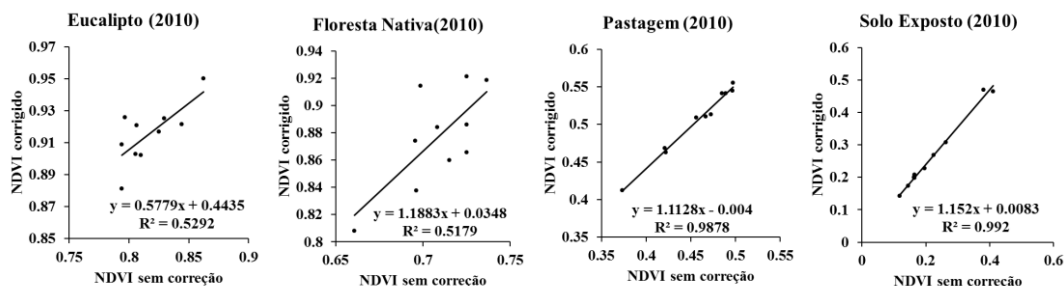 Eucalipto (2010)
NDVI corrigido
0.97
0.95
0.93
0.91
0.89
0.87
0.85
y = 0.5779x + 0.4435
R² = 0.5292
0.75
0.8
0.85
0.9
NDVI sem correção
Floresta Nativa(2010)
NDVI corrigido
0.94
0.92
0.9
0.88
0.86
0.84
0.82
0.8
y = 1.1883x + 0.0348
R² = 0.5179
0.65
0.7
0.75
NDVI sem correção
Pastagem (2010)
NDVI corrigido
0.6
0.55
0.5
0.45
0.4
0.35
y = 1.1128x - 0.004
R² = 0.9878
0.35
0.4
0.45
0.5
NDVI sem correção
Solo Exposto (2010)
NDVI corrigido
0.6
0.5
0.4
0.3
0.2
0.1
0
y = 1.152x + 0.0083
R² = 0.992
0
0.2
0.4
0.6
NDVI sem correção